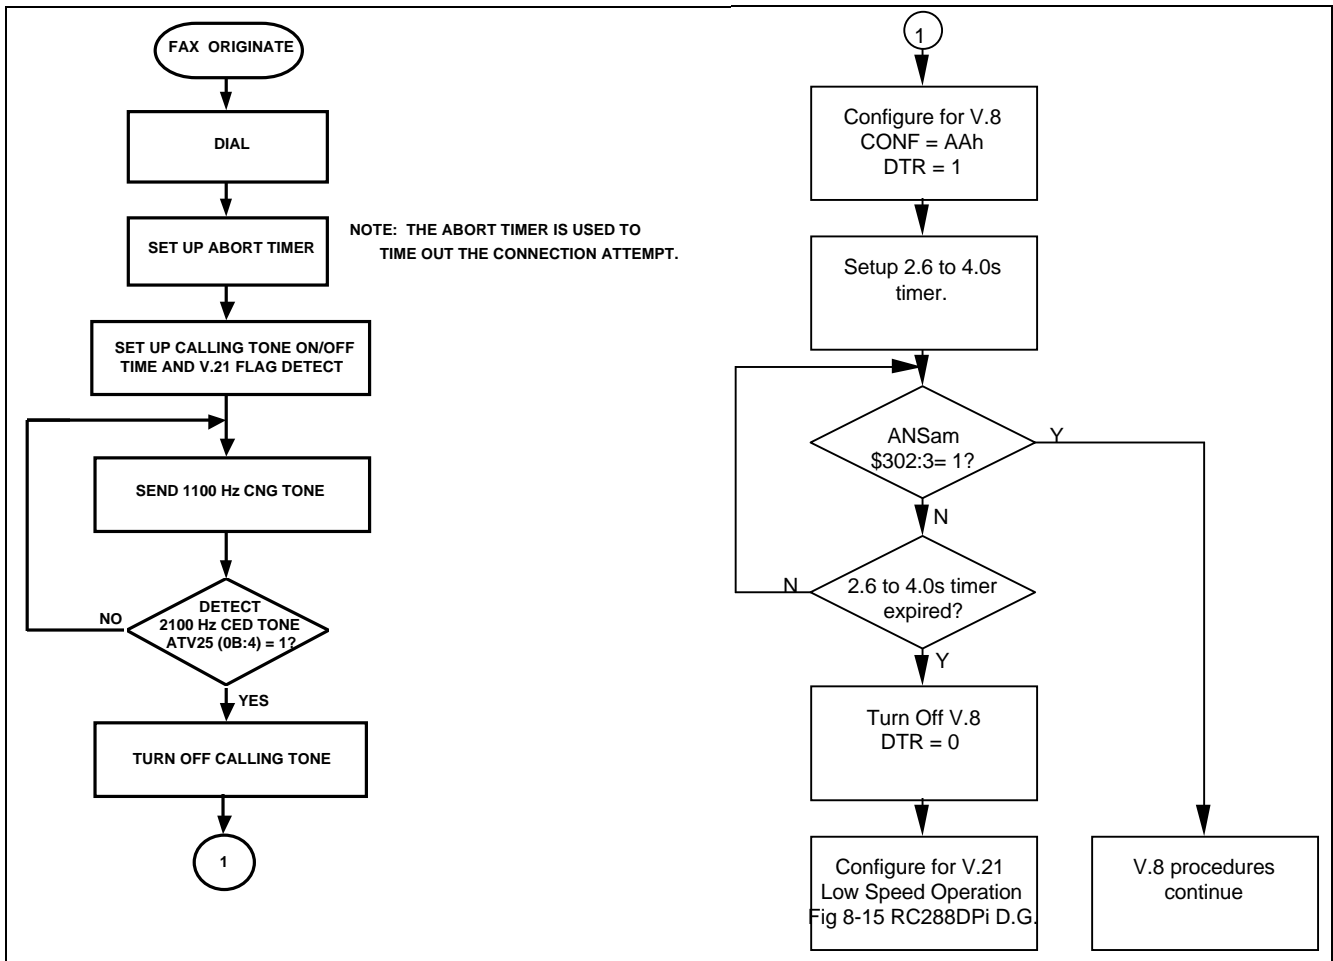 FAX ORIGINATE
DIAL
SET UP ABORT TIMER
NOTE: THE ABORT TIMER IS USED TO
TIME OUT THE CONNECTION ATTEMPT.
SET UP CALLING TONE ON/OFF
TIME AND V.21 FLAG DETECT
SEND 1100 Hz CNG TONE
DETECT
2100 Hz CED TONE
ATV25 (0B:4) = 1?
NO
YES
TURN OFF CALLING TONE
1
1
Configure for V.8
CONF = AAh
DTR = 1
Setup 2.6 to 4.0s
timer.
ANSam
$302:3= 1?
Y
N
2.6 to 4.0s timer
expired?
N
Y
Turn Off V.8
DTR = 0
Configure for V.21
Low Speed Operation
Fig 8-15 RC288DPi D.G.
V.8 procedures
continue